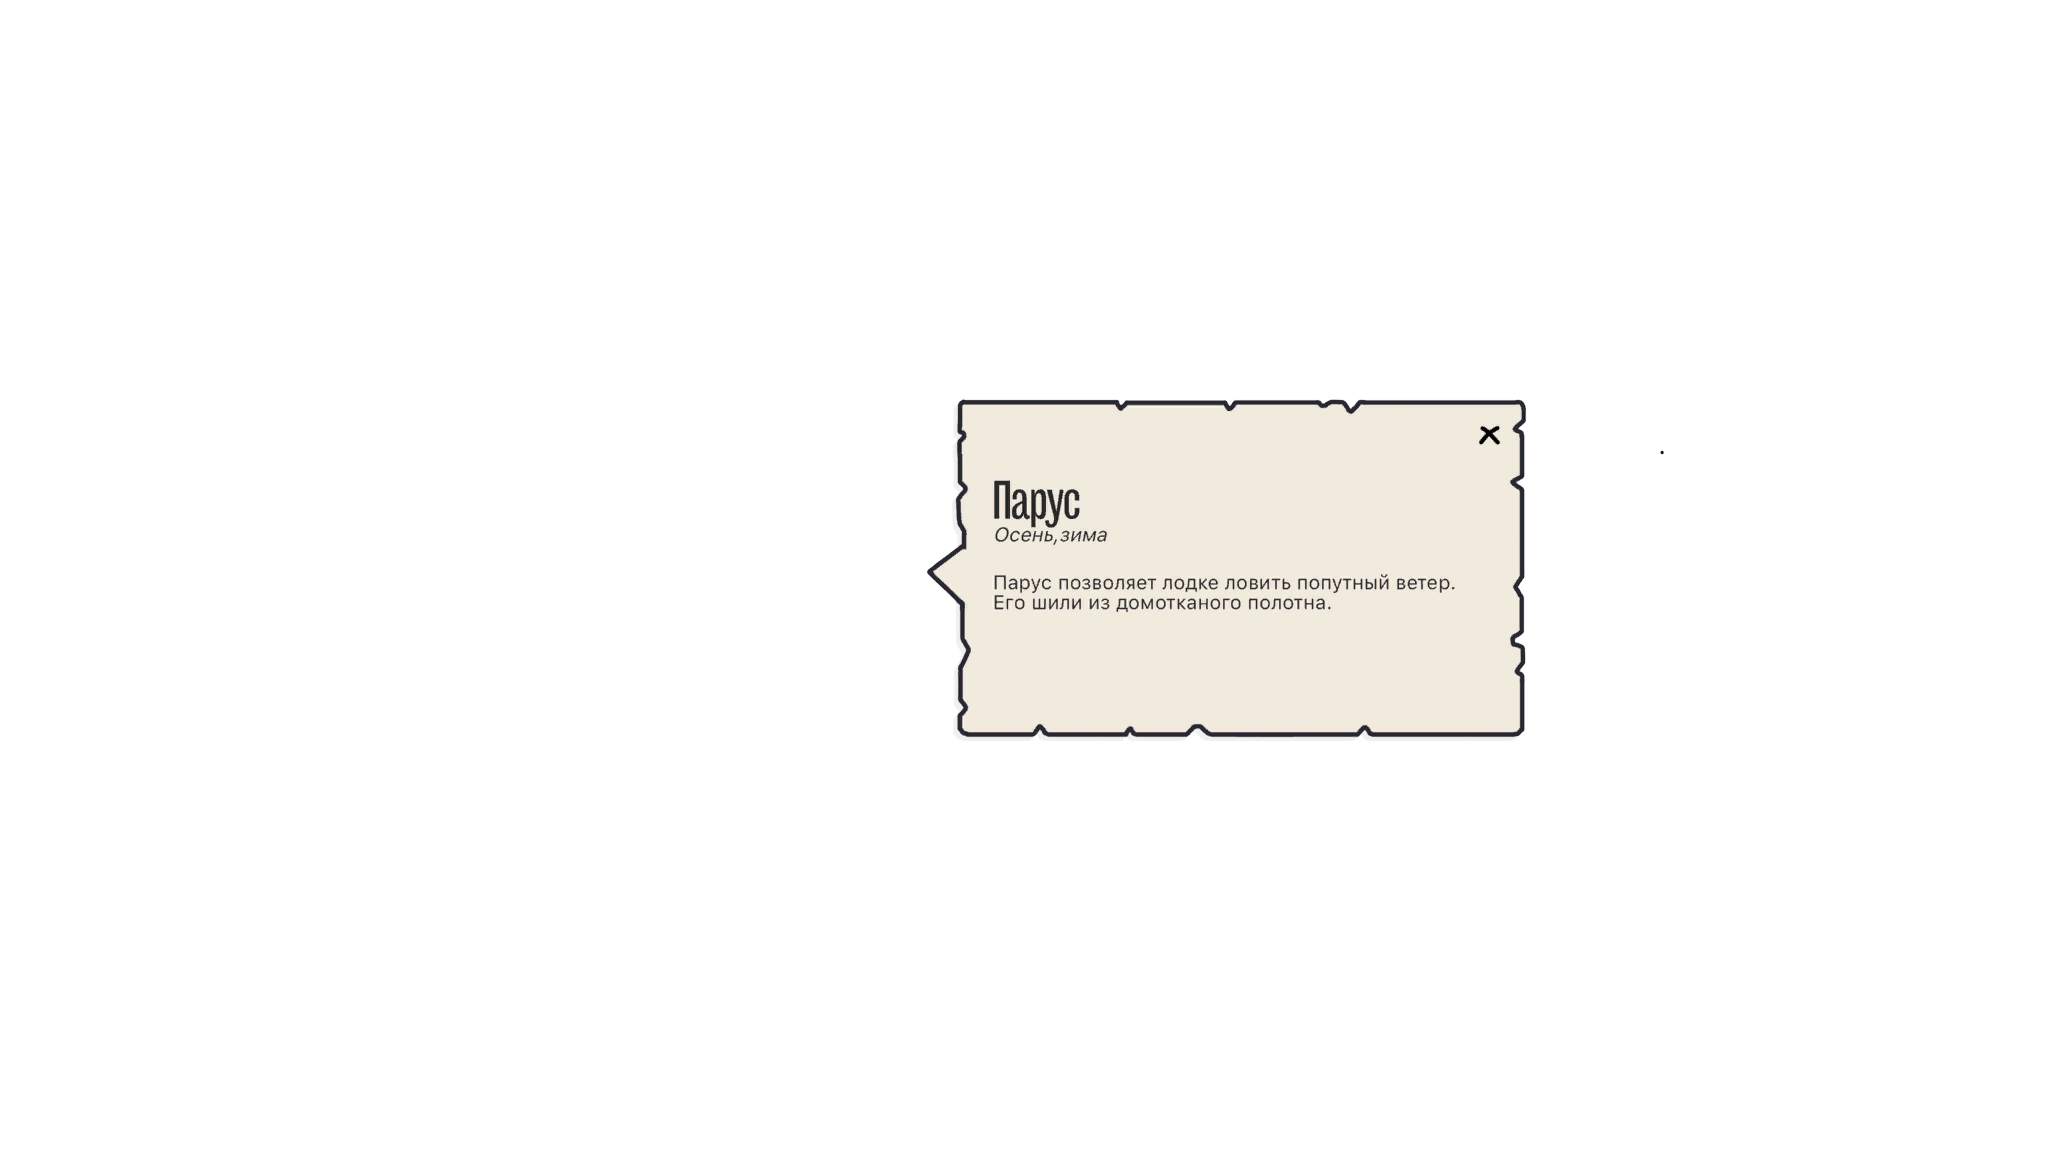 Парус
Осень,зима
Парус позволяет лодке ловить попутный ветер.
Его шили из домотканого полотна.